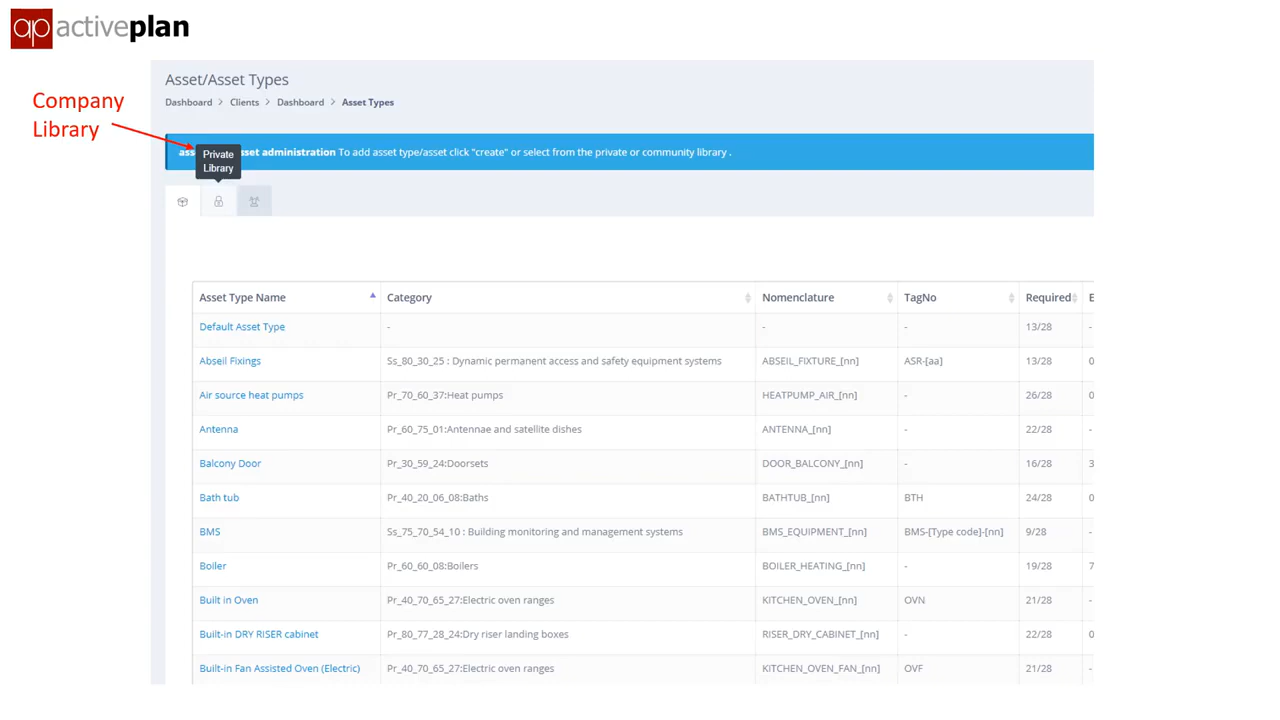 ap activeplan
Company
Library
Asset/Asset Types
Dashboard > Clients > Dashboard > Asset Types
Private
Library
asset administration To add asset type/asset click "create" or select from the private or community library .
Asset Type Name Category Nomenclature TagNo Required E
Default Asset Type - - - 13/28 -
Abseil Fixings Ss_80_30_25 : Dynamic permanent access and safety equipment systems ABSEIL_FIXTURE_[nn] ASR-[aa] 13/28 0
Air source heat pumps Pr_70_60_37:Heat pumps HEATPUMP_AIR_[nn] - 26/28 0
Antenna Pr_60_75_01:Antennae and satellite dishes ANTENNA_[nn] - 22/28 -
Balcony Door Pr_30_59_24:Doorsets DOOR_BALCONY_[nn] - 16/28 3
Bath tub Pr_40_20_06_08:Baths BATHTUB_[nn] BTH 24/28 0
BMS Ss_75_70_54_10 : Building monitoring and management systems BMS_EQUIPMENT_[nn] BMS-[Type code]-[nn] 9/28 -
Boiler Pr_60_60_08:Boilers BOILER_HEATING_[nn] - 19/28 7
Built in Oven Pr_40_70_65_27:Electric oven ranges KITCHEN_OVEN_[nn] OVN 21/28 -
Built-in DRY RISER cabinet Pr_80_77_28_24:Dry riser landing boxes RISER_DRY_CABINET_[nn] - 22/28 0
Built-in Fan Assisted Oven (Electric) Pr_40_70_65_27:Electric oven ranges KITCHEN_OVEN_FAN_[nn] OVF 21/28 -